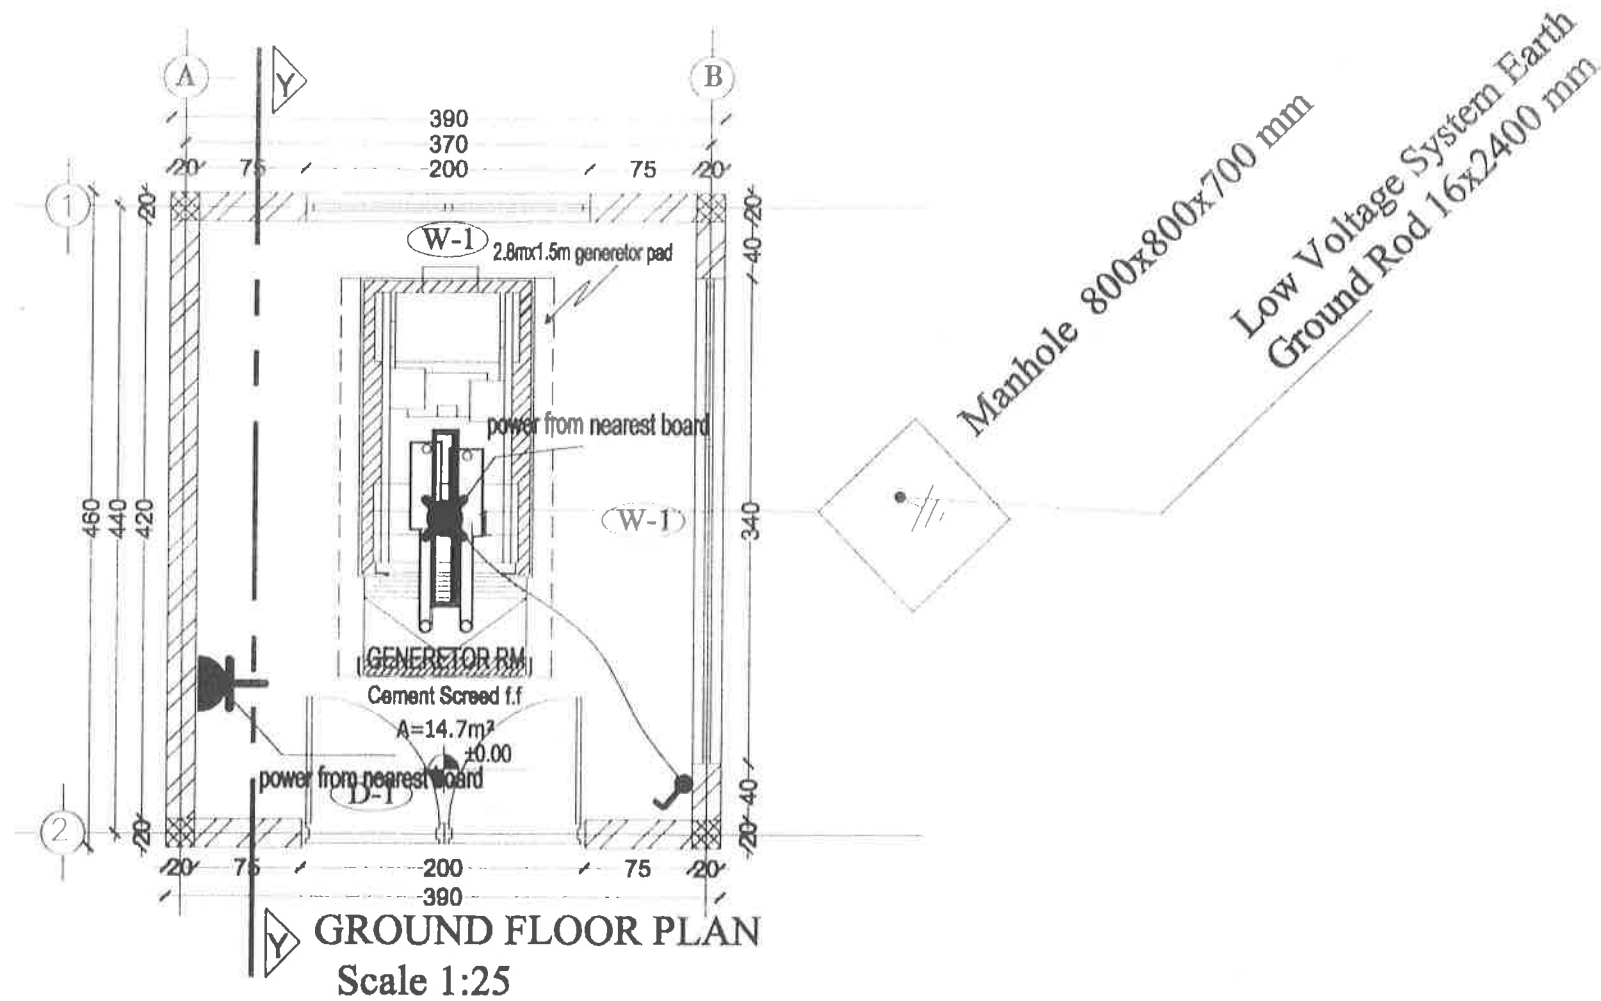 A
B
Y
390
370
20 75 200 75 20
1
W-1
2.8mx1.5m generetor pad
20
20
40
power from nearest board
W-1
460
440
420
340
GENERETOR RM
Cement Screed f.f
A=14.7m²
±0.00
power from nearest board
D-1
40
2
20
20
20 75 200 75 20
390
Y
GROUND FLOOR PLAN
Scale 1:25
Manhole 800x800x700 mm
Low Voltage System Earth
Ground Rod 16x2400 mm